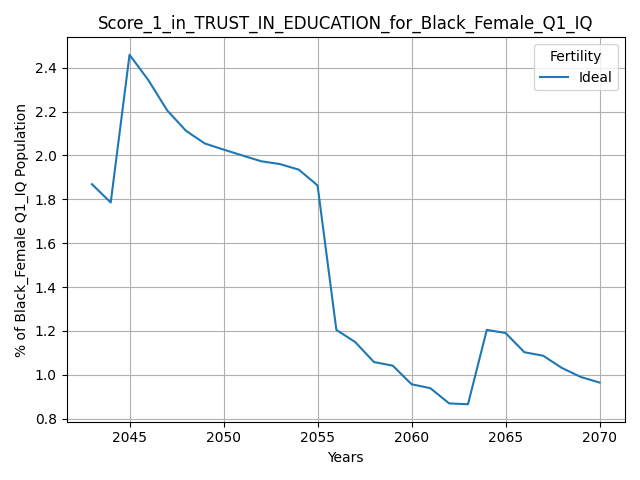 Score_1_in_TRUST_IN_EDUCATION_for_Black_Female_Q1_IQ
Fertility
Ideal
% of Black_Female Q1_IQ Population
2.4
2.2
2.0
1.8
1.6
1.4
1.2
1.0
0.8
2045 2050 2055 2060 2065 2070
Years